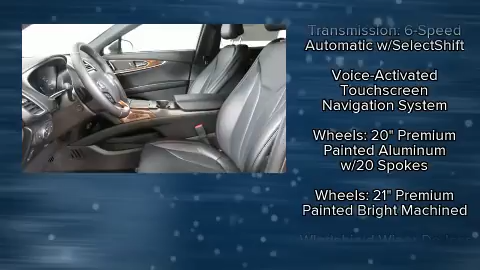 Transmission: 6-Speed
Automatic w/SelectShift
Voice-Activated
Touchscreen
Navigation System
Wheels: 20" Premium
Painted Aluminum
w/20 Spokes
Wheels: 21" Premium
Painted Bright Machined